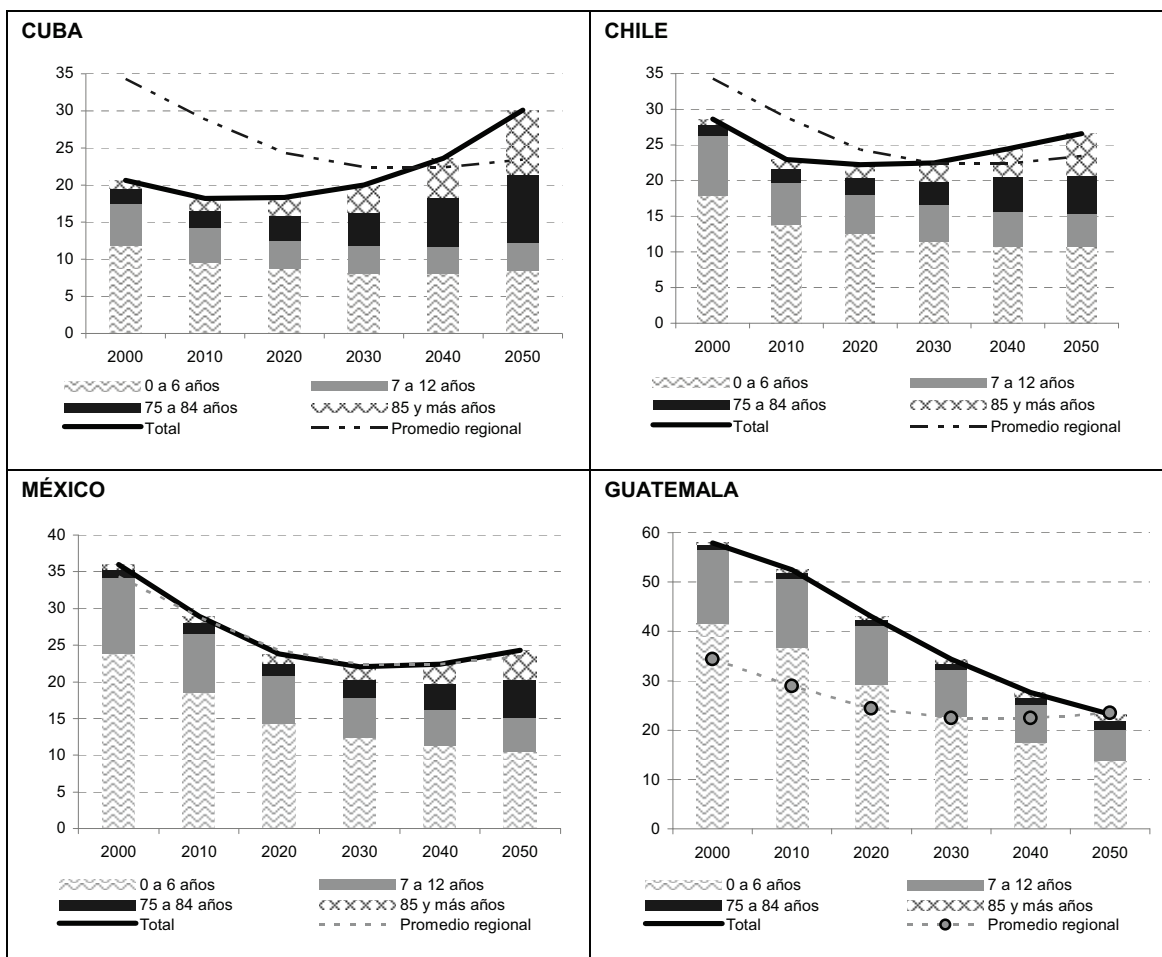 CUBA
35
30
25
20
15
10
5
0
2000 2010 2020 2030 2040 2050
0 a 6 años 7 a 12 años
75 a 84 años 85 y más años
Total Promedio regional
CHILE
35
30
25
20
15
10
5
0
2000 2010 2020 2030 2040 2050
0 a 6 años 7 a 12 años
75 a 84 años 85 y más años
Total Promedio regional
MÉXICO
40
35
30
25
20
15
10
5
0
2000 2010 2020 2030 2040 2050
0 a 6 años 7 a 12 años
75 a 84 años 85 y más años
Total Promedio regional
GUATEMALA
60
50
40
30
20
10
0
2000 2010 2020 2030 2040 2050
0 a 6 años 7 a 12 años
75 a 84 años 85 y más años
Total Promedio regional